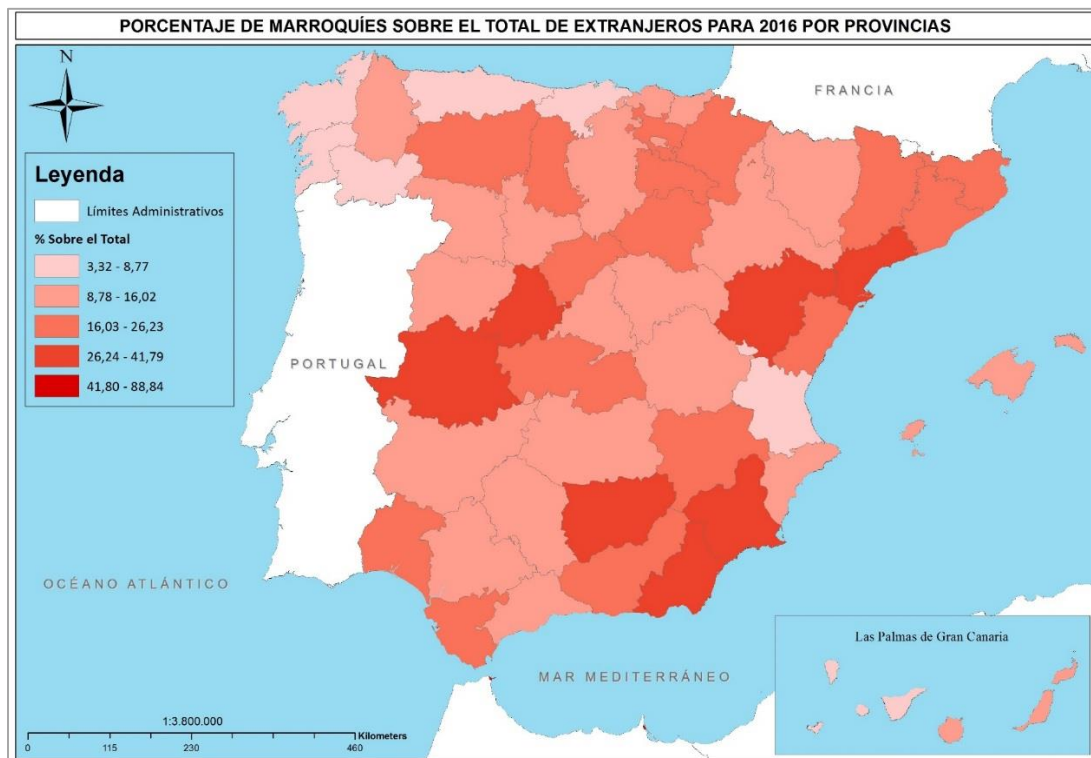 PORCENTAJE DE MARROQUÍES SOBRE EL TOTAL DE EXTRANJEROS PARA 2016 POR PROVINCIAS
N
FRANCIA
Leyenda
Límites Administrativos
% Sobre el Total
3,32 - 8,77
8,78 - 16,02
16,03 - 26,23
26,24 - 41,79
41,80 - 88,84
PORTUGAL
OCÉANO ATLÁNTICO
Las Palmas de Gran Canaria
MAR MEDITERRÁNEO
1:3.800.000
Kilometers
0 115 230 460